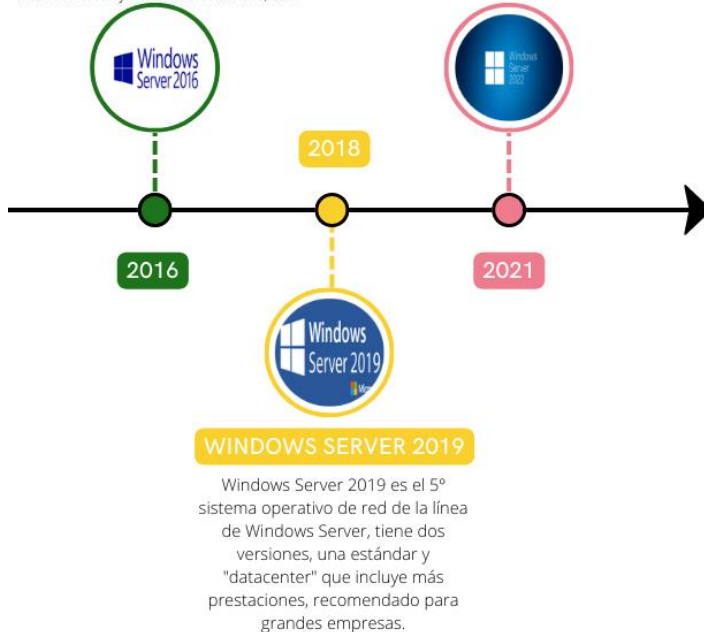 Windows
Server 2016
Windows
Server
2022
2018
2016
2021
Windows
Server 2019
WINDOWS SERVER 2019
Windows Server 2019 es el 5º
sistema operativo de red de la línea
de Windows Server, tiene dos
versiones, una estándar y
"datacenter" que incluye más
prestaciones, recomendado para
grandes empresas.